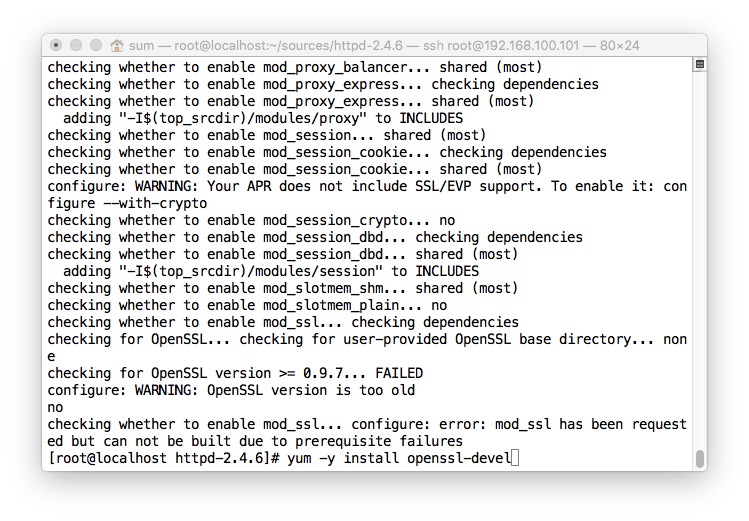 sum — root@localhost:~/sources/httpd-2.4.6 — ssh root@192.168.100.101 — 80×24
checking whether to enable mod_proxy_balancer... shared (most)
checking whether to enable mod_proxy_express... checking dependencies
checking whether to enable mod_proxy_express... shared (most)
  adding "-I$(top_srcdir)/modules/proxy" to INCLUDES
checking whether to enable mod_session... shared (most)
checking whether to enable mod_session_cookie... checking dependencies
checking whether to enable mod_session_cookie... shared (most)
configure: WARNING: Your APR does not include SSL/EVP support. To enable it: con
figure --with-crypto
checking whether to enable mod_session_crypto... no
checking whether to enable mod_session_dbd... checking dependencies
checking whether to enable mod_session_dbd... shared (most)
  adding "-I$(top_srcdir)/modules/session" to INCLUDES
checking whether to enable mod_slotmem_shm... shared (most)
checking whether to enable mod_slotmem_plain... no
checking whether to enable mod_ssl... checking dependencies
checking for OpenSSL... checking for user-provided OpenSSL base directory... non
e
checking for OpenSSL version >= 0.9.7... FAILED
configure: WARNING: OpenSSL version is too old
no
checking whether to enable mod_ssl... configure: error: mod_ssl has been request
ed but can not be built due to prerequisite failures
[root@localhost httpd-2.4.6]# yum -y install openssl-devel